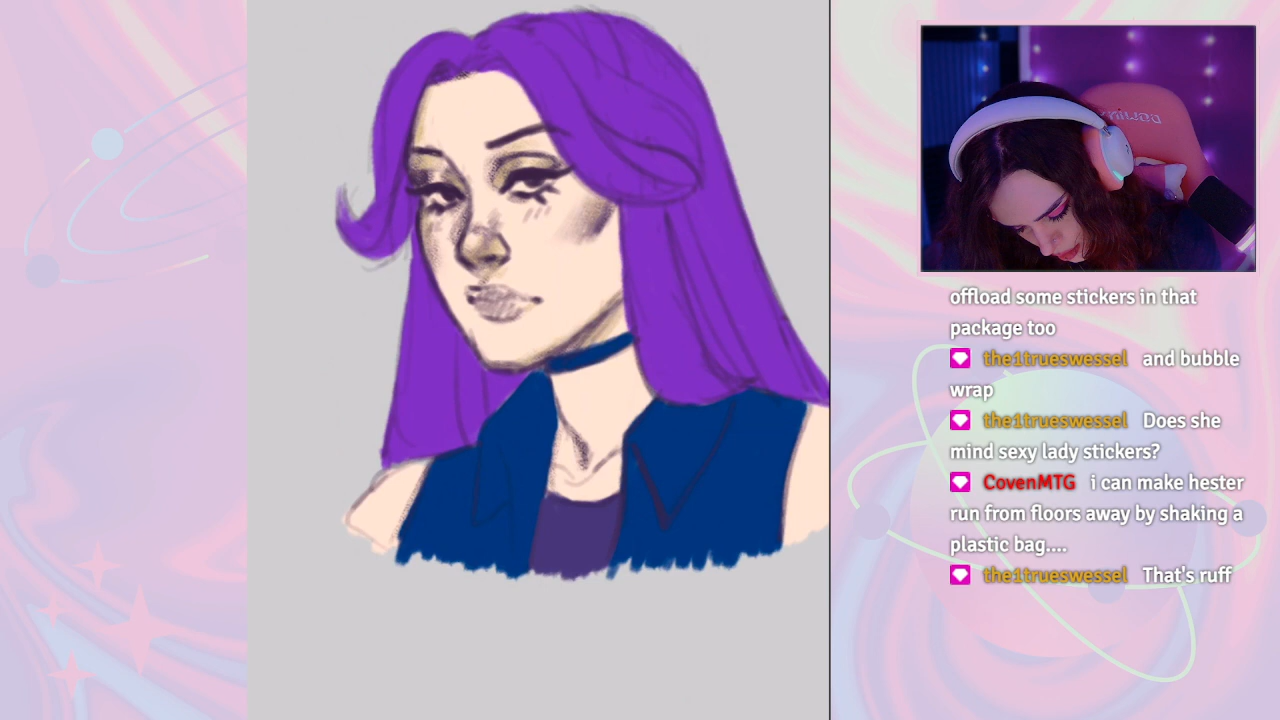 offload some stickers in that
package too
the1trueswessel and bubble
wrap
the1trueswessel Does she
mind sexy lady stickers?
CovenMTG i can make hester
run from floors away by shaking a
plastic bag....
the1trueswessel That's ruff